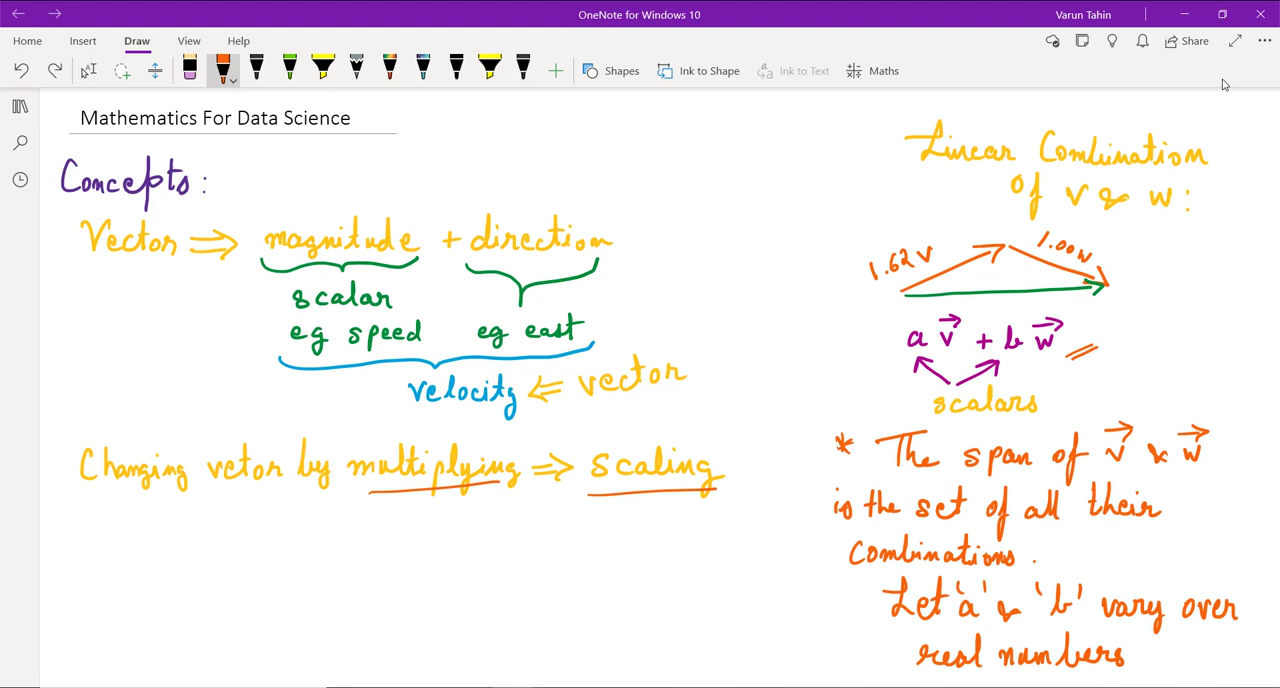 OneNote for Windows 10
Varun Tahin
Home Insert Draw View Help
Share
Shapes Ink to Shape Ink to Text Maths
Mathematics For Data Science
Concepts :
Vector ⇒ magnitude + direction
scalar
eg speed eg east
velocity ⇐ vector
Changing vetor by multiplying ⇒ scaling
Linear Combination
of v & w :
1.62 v 1.00w
a v⃗ + b w⃗
scalars
* The span of v⃗ & w⃗
is the set of all their
combinations .
Let 'a' & 'b' vary over
real numbers